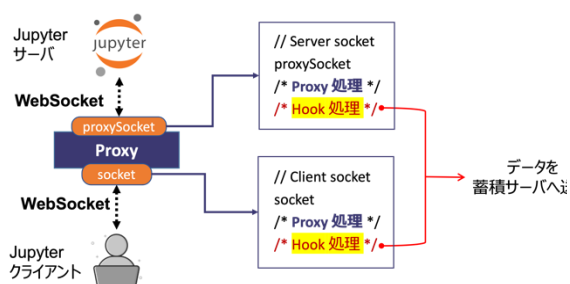 Jupyter
サーバ
jupyter
WebSocket
proxySocket
Proxy
socket
WebSocket
Jupyter
クライアント
// Server socket
proxySocket
/* Proxy 処理 */
/* Hook 処理 */
// Client socket
socket
/* Proxy 処理 */
/* Hook 処理 */
データを
蓄積サーバへ送